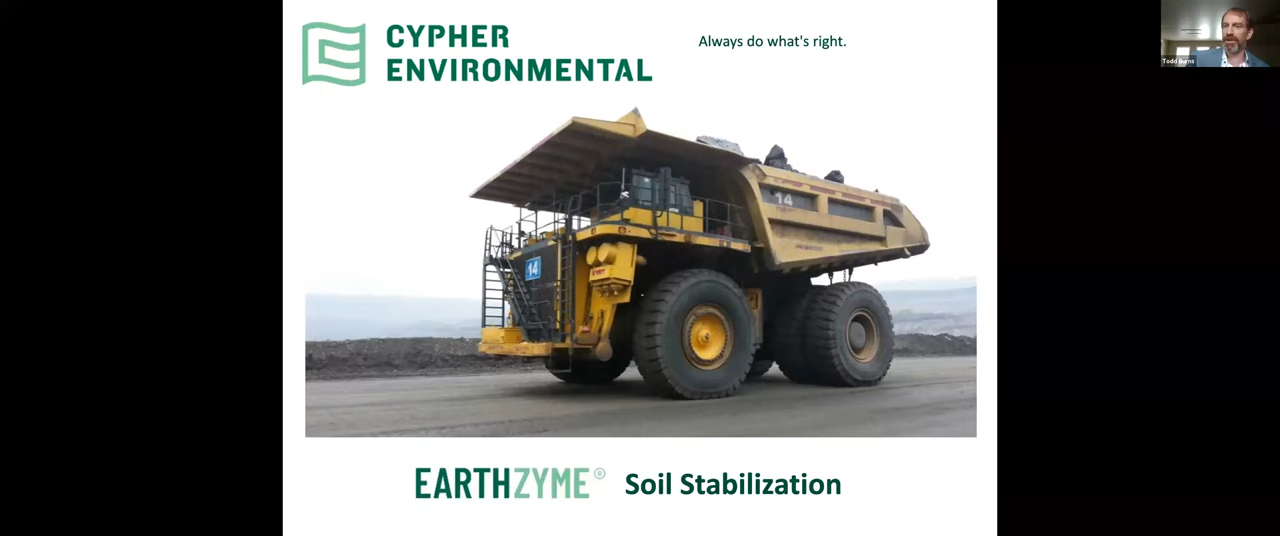 CYPHER
ENVIRONMENTAL
Always do what's right.
Todd Burns
14
14
EARTHZYME® Soil Stabilization